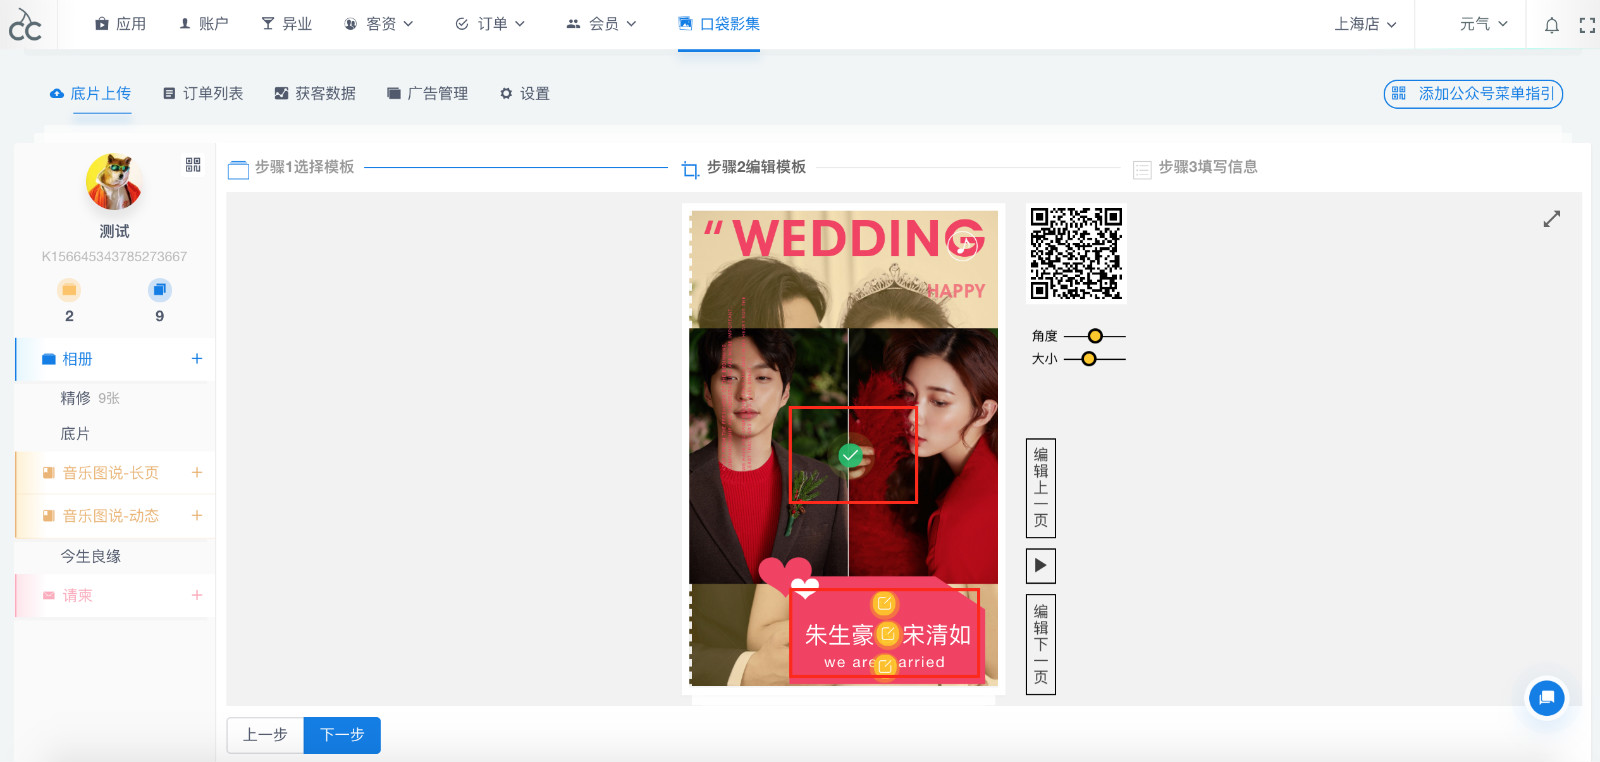 应用
账户
异业
客资
订单
会员
口袋影集
上海店
元气
底片上传
订单列表
获客数据
广告管理
设置
添加公众号菜单指引
测试
K156645343785273667
2
9
相册
精修 9张
底片
音乐图说-长页
音乐图说-动态
今生良缘
请柬
步骤1选择模板
步骤2编辑模板
步骤3填写信息
“ WEDDING
HAPPY
朱生豪 宋清如
we are arried
角度
大小
编辑上一页
编辑下一页
上一步
下一步